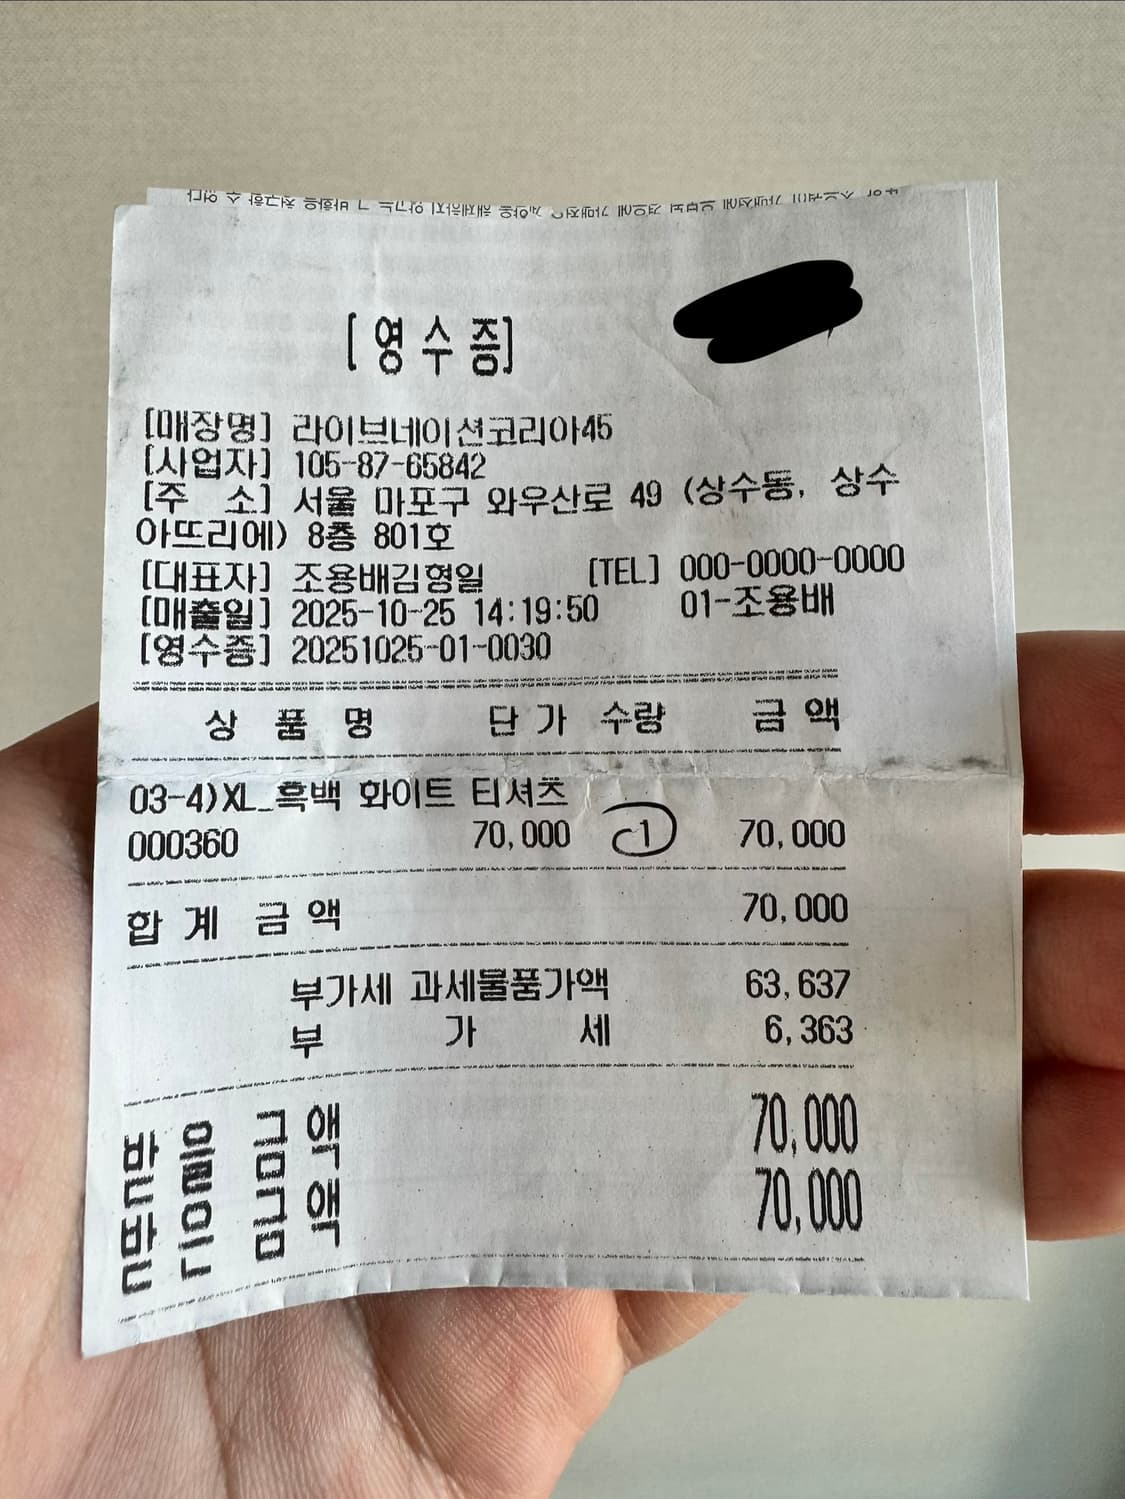 [영수증]
[매장명] 라이브네이션코리아45
[사업자] 105-87-65842
[주 소] 서울 마포구 와우산로 49 (상수동, 상수
아뜨리에) 8층 801호
[대표자] 조용배김형일 [TEL] 000-0000-0000
[매출일] 2025-10-25 14:19:50 01-조용배
[영수증] 20251025-01-0030
상 품 명 단 가 수량 금 액
03-4)XL_흑백 화이트 티셔츠
000360 70,000 1 70,000
합 계 금 액 70,000
부가세 과세물품가액 63,637
부 가 세 6,363
받 을 금 액 70,000
받 은 금 액 70,000